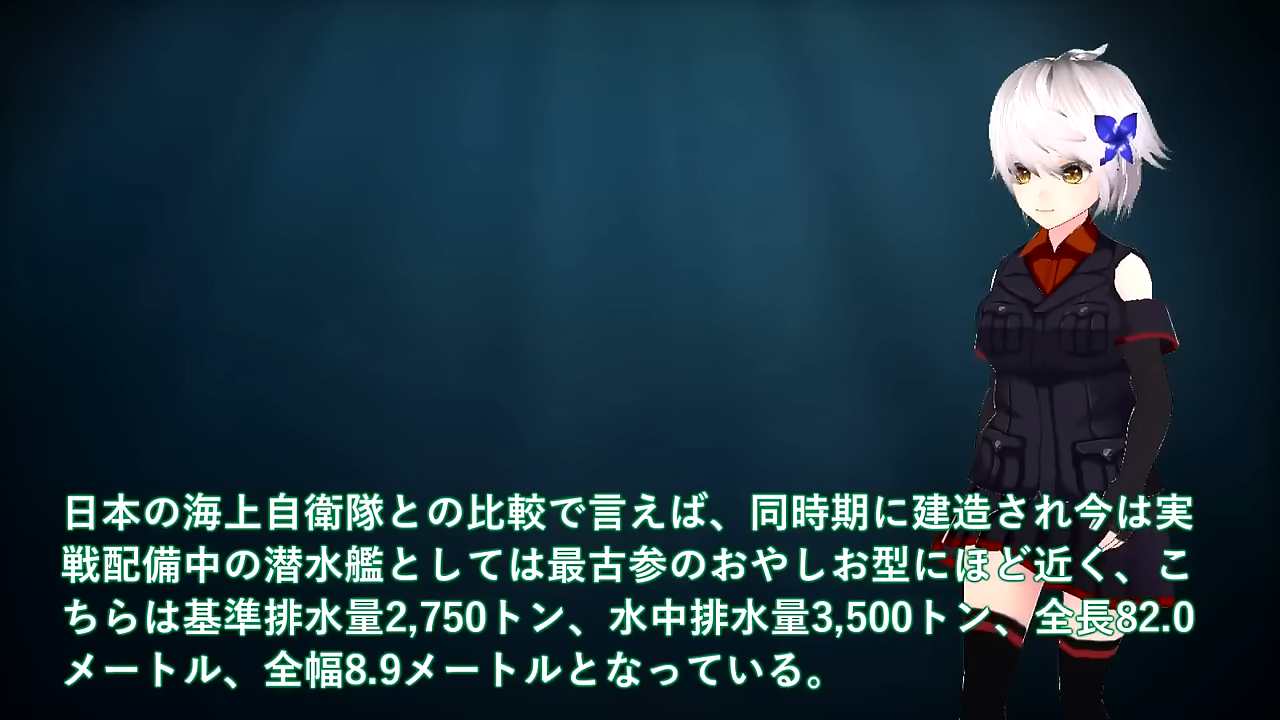 日本の海上自衛隊との比較で言えば、同時期に建造され今は実
戦配備中の潜水艦としては最古参のおやしお型にほど近く、こ
ちらは基準排水量2,750トン、水中排水量3,500トン、全長82.0
メートル、全幅8.9メートルとなっている。